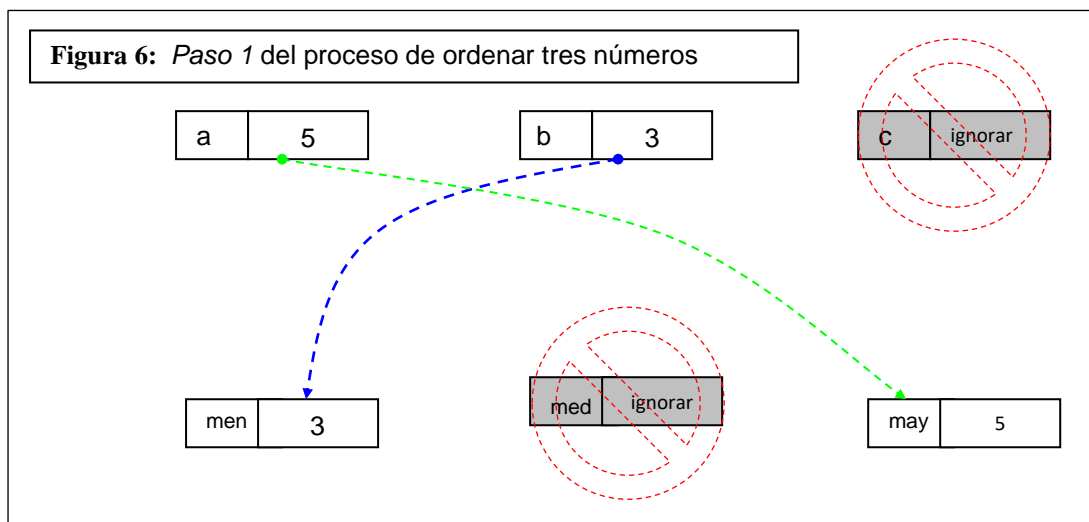 Figura 6: Paso 1 del proceso de ordenar tres números
a 5 b 3 c ignorar
men 3 med ignorar may 5